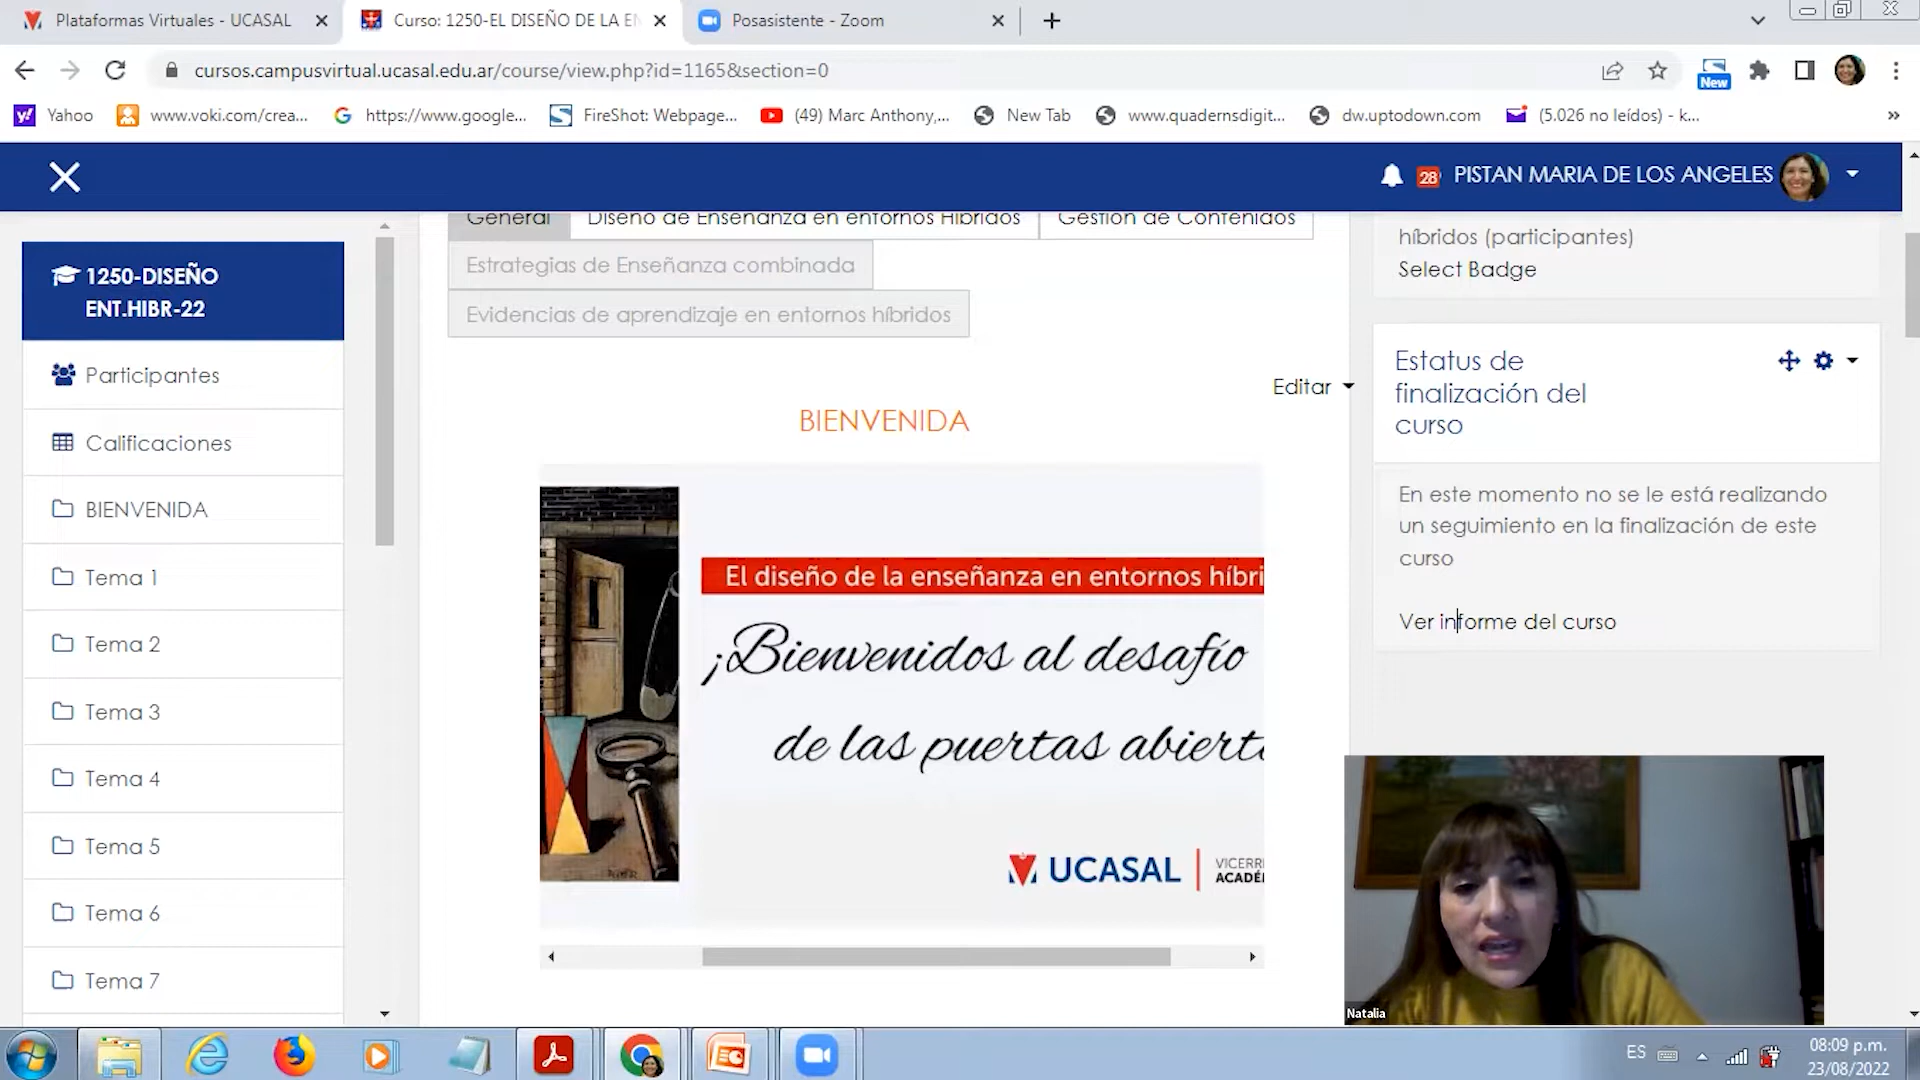 Plataformas Virtuales - UCASAL
Curso: 1250-EL DISEÑO DE LA EN
Posasistente - Zoom
cursos.campusvirtual.ucasal.edu.ar/course/view.php?id=1165&section=0
New
Yahoo
www.voki.com/crea...
https://www.google...
FireShot: Webpage...
(49) Marc Anthony,...
New Tab
www.quadernsdigit...
dw.uptodown.com
(5.026 no leídos) - k...
»
28
PISTAN MARIA DE LOS ANGELES
1250-DISEÑO
ENT.HIBR-22
Participantes
Calificaciones
BIENVENIDA
Tema 1
Tema 2
Tema 3
Tema 4
Tema 5
Tema 6
Tema 7
General
Diseño de Enseñanza en entornos Híbridos
Gestión de Contenidos
Estrategias de Enseñanza combinada
Evidencias de aprendizaje en entornos híbridos
Editar
BIENVENIDA
El diseño de la enseñanza en entornos híbri
¡Bienvenidos al desafío
de las puertas abierta
UCASAL
VICERRE
ACADÉ
híbridos (participantes)
Select Badge
Estatus de
finalización del
curso
En este momento no se le está realizando
un seguimiento en la finalización de este
curso
Ver informe del curso
Natalia
ES
08:09 p.m.
23/08/2022